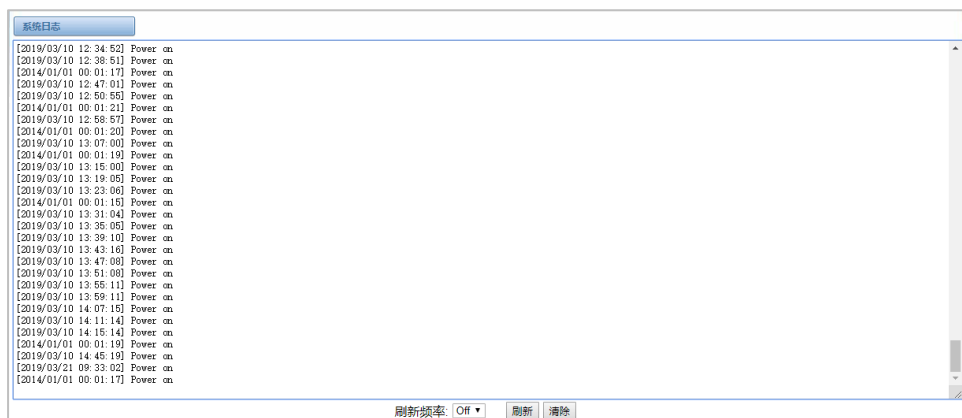 系统日志
[2019/03/10 12:34:52] Power on
[2019/03/10 12:38:51] Power on
[2014/01/01 00:01:17] Power on
[2019/03/10 12:47:01] Power on
[2019/03/10 12:50:55] Power on
[2014/01/01 00:01:21] Power on
[2019/03/10 12:58:57] Power on
[2014/01/01 00:01:20] Power on
[2019/03/10 13:07:00] Power on
[2014/01/01 00:01:19] Power on
[2019/03/10 13:15:00] Power on
[2019/03/10 13:19:05] Power on
[2019/03/10 13:23:06] Power on
[2014/01/01 00:01:15] Power on
[2019/03/10 13:31:04] Power on
[2019/03/10 13:35:05] Power on
[2019/03/10 13:39:10] Power on
[2019/03/10 13:43:16] Power on
[2019/03/10 13:47:08] Power on
[2019/03/10 13:51:08] Power on
[2019/03/10 13:55:11] Power on
[2019/03/10 13:59:11] Power on
[2019/03/10 14:07:15] Power on
[2019/03/10 14:11:14] Power on
[2019/03/10 14:15:14] Power on
[2014/01/01 00:01:19] Power on
[2019/03/10 14:45:19] Power on
[2019/03/21 09:33:02] Power on
[2014/01/01 00:01:17] Power on
刷新频率: Off 刷新 清除